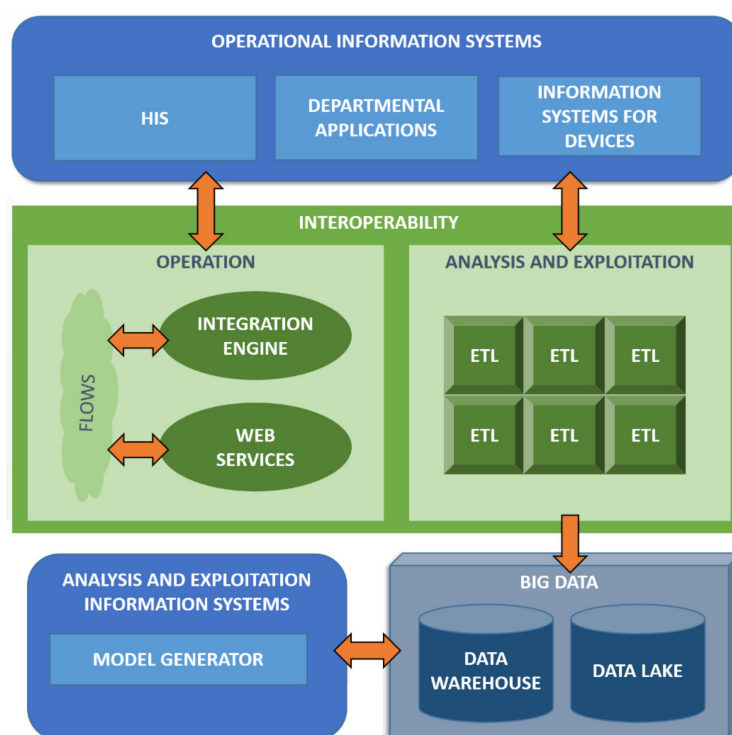 OPERATIONAL INFORMATION SYSTEMS
HIS
DEPARTMENTAL
APPLICATIONS
INFORMATION
SYSTEMS FOR
DEVICES
INTEROPERABILITY
OPERATION
FLOWS
INTEGRATION
ENGINE
WEB
SERVICES
ANALYSIS AND EXPLOITATION
ETL
ETL
ETL
ETL
ETL
ETL
ANALYSIS AND EXPLOITATION
INFORMATION SYSTEMS
MODEL GENERATOR
BIG DATA
DATA
WAREHOUSE
DATA LAKE